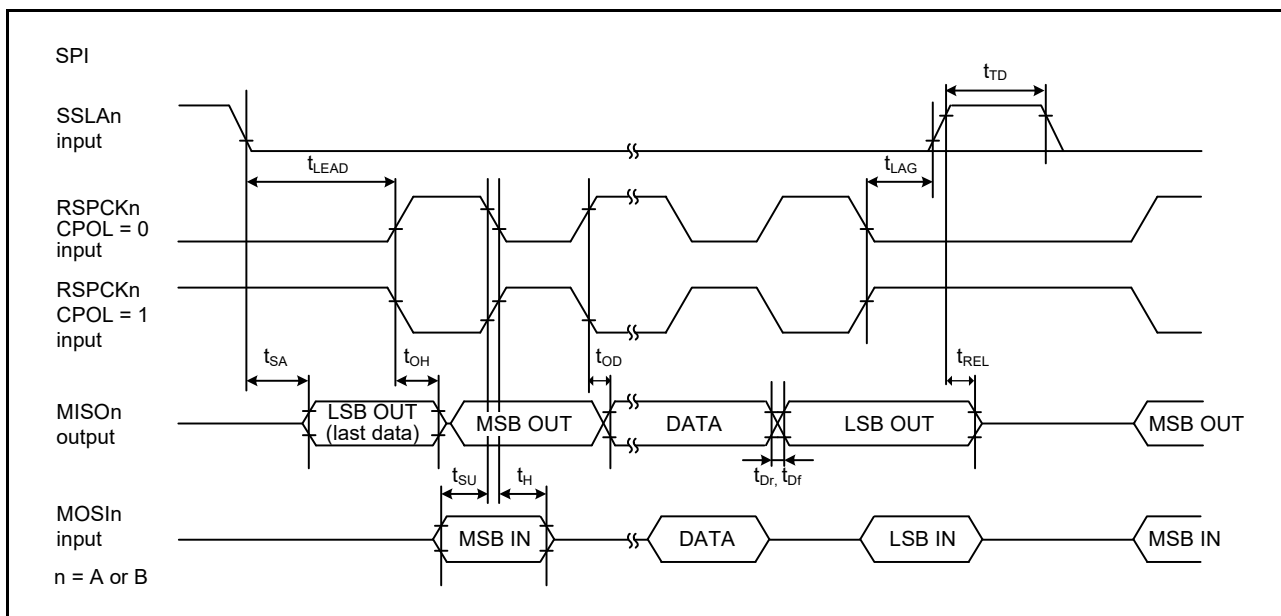 SPI
tTD
SSLAn
input
tLEAD
tLAG
RSPCKn
CPOL = 0
input
RSPCKn
CPOL = 1
input
tSA
tOH
tOD
tREL
MISOn
output
LSB OUT
(last data)
MSB OUT
DATA
LSB OUT
MSB OUT
tSU
tH
tDr, tDf
MOSIn
input
MSB IN
DATA
LSB IN
MSB IN
n = A or B